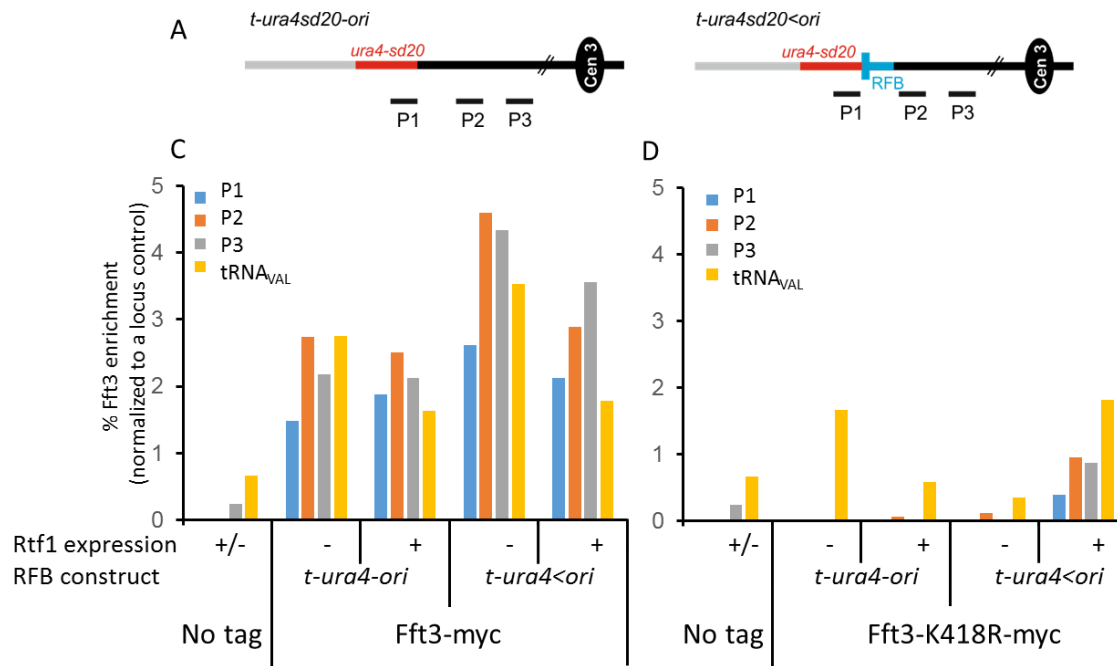 A
t-ura4sd20-ori
ura4-sd20
Cen 3
P1
P2
P3
t-ura4sd20<ori
ura4-sd20
RFB
Cen 3
P1
P2
P3
C
% Fft3 enrichment
(normalized to a locus control)
5
4
3
2
1
0
P1
P2
P3
tRNAVAL
D
5
4
3
2
1
0
P1
P2
P3
tRNAVAL
Rtf1 expression +/- - + - + +/- - + - +
RFB construct t-ura4-ori t-ura4<ori t-ura4-ori t-ura4<ori
No tag Fft3-myc No tag Fft3-K418R-myc